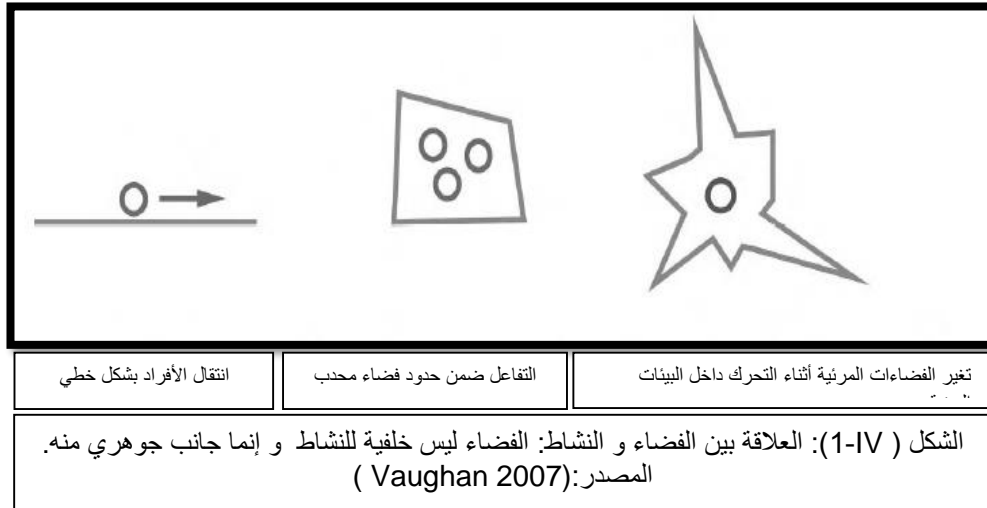 تغير الفضاءات المرئية أثناء التحرك داخل البيئات
التفاعل ضمن حدود فضاء محدب
انتقال الأفراد بشكل خطي
الشكل ( 1-IV): العلاقة بين الفضاء و النشاط: الفضاء ليس خلفية للنشاط و إنما جانب جوهري منه.
المصدر:(Vaughan 2007 )